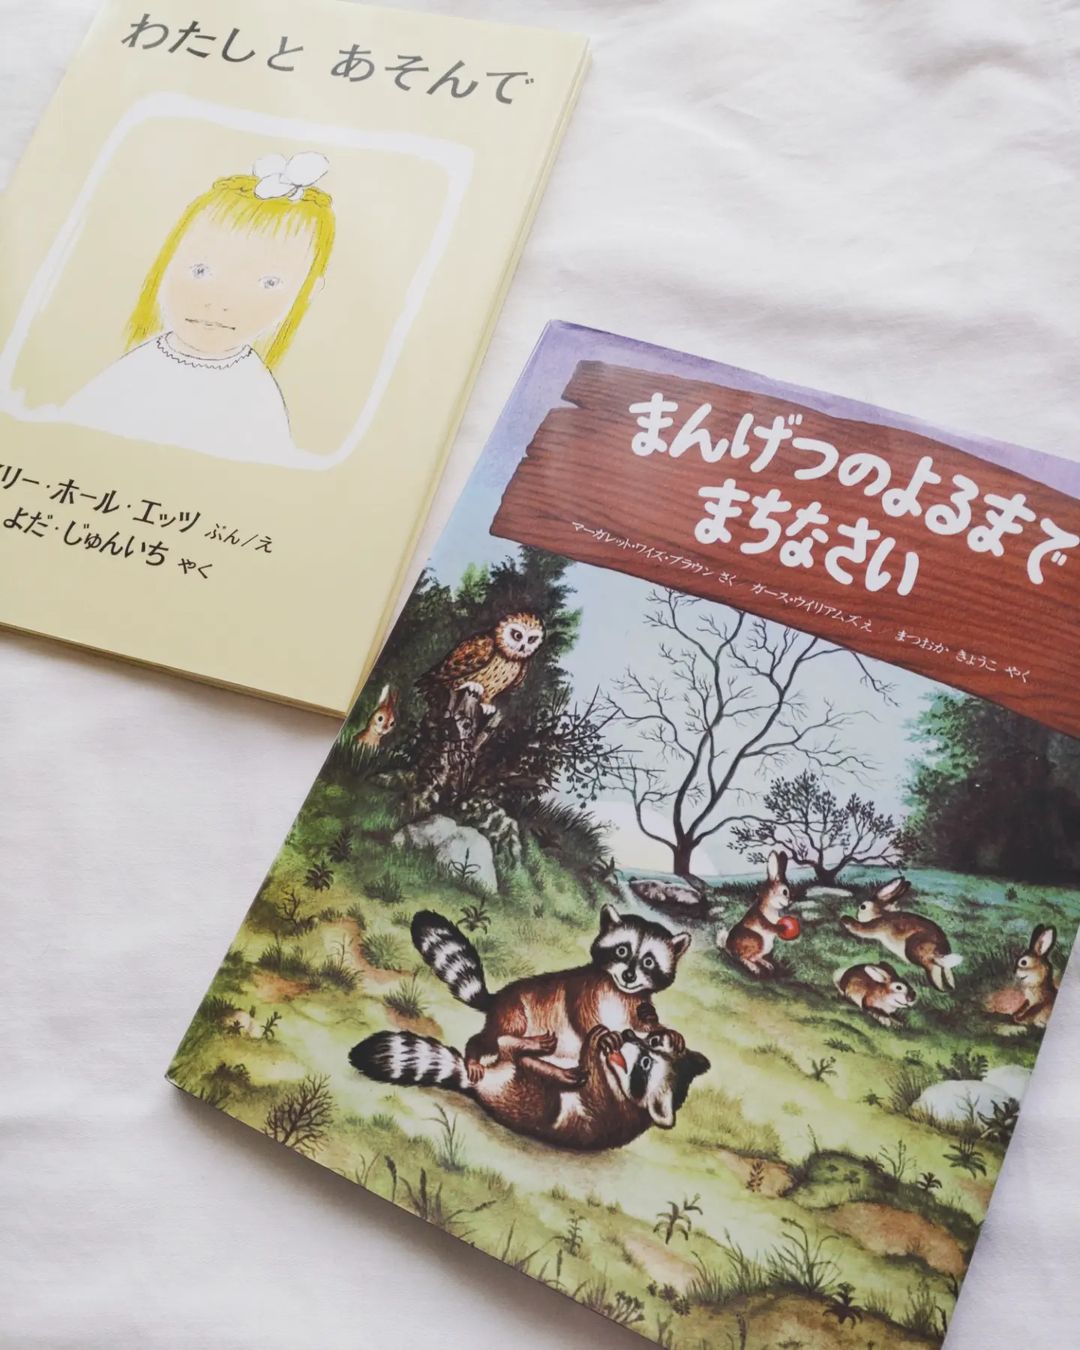 わたしと あそんで
リー・ホール・エッツ ぶん/え
よだ・じゅんいち やく
まんげつのよるまで
まちなさい
マーガレット・ワイズ・ブラウン さく/ガース・ウイリアムズ え/まつおか きょうこ やく